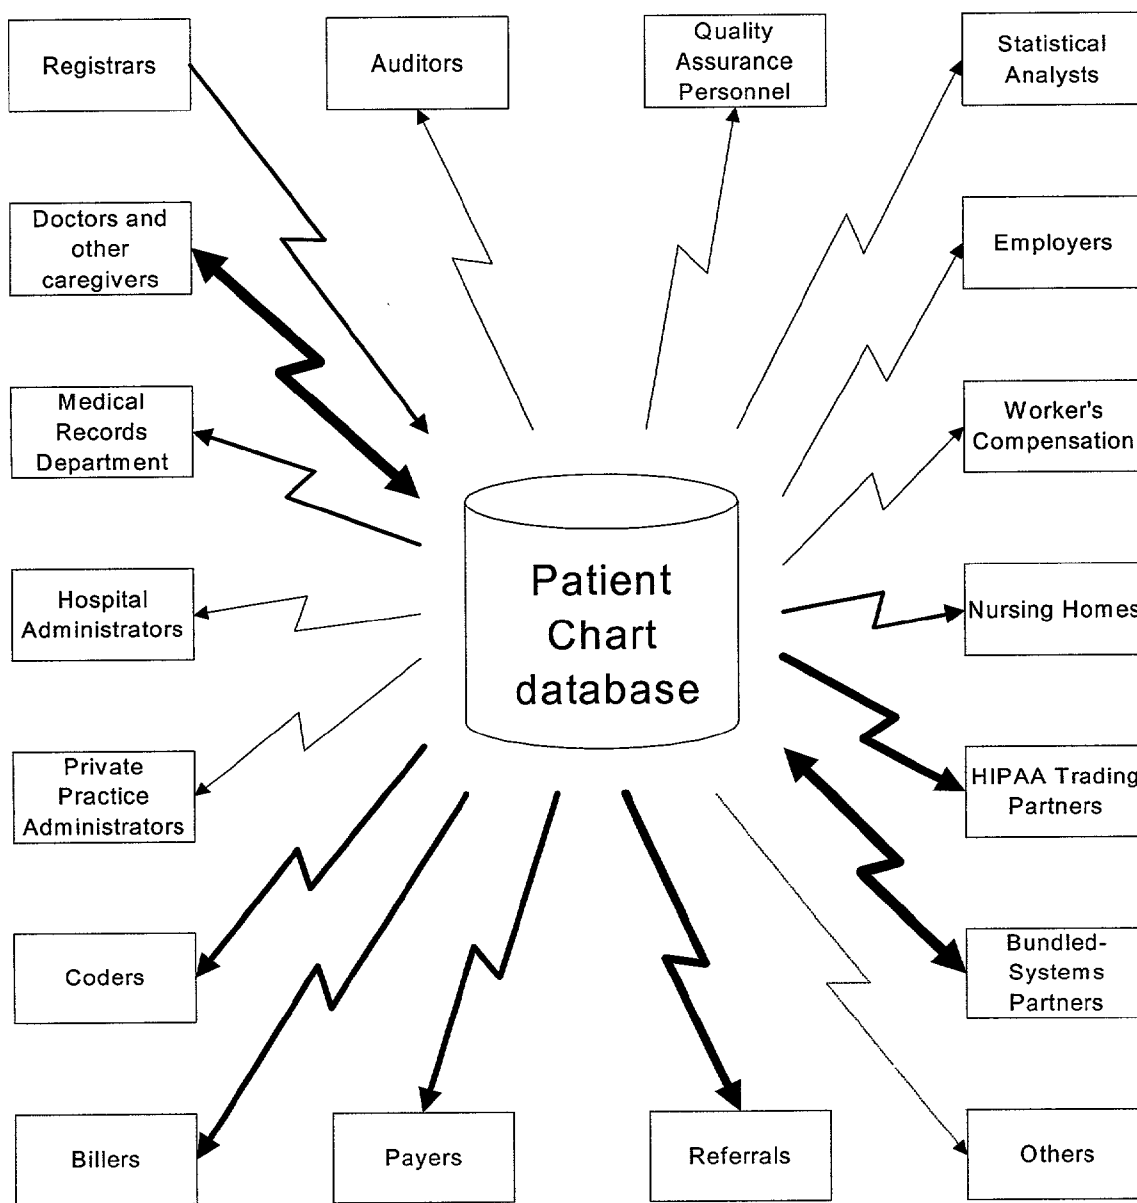 Registrars
Auditors
Quality
Assurance
Personnel
Statistical
Analysts
Doctors and
other
caregivers
Employers
Medical
Records
Department
Worker's
Compensation
Hospital
Administrators
Patient
Chart
database
Nursing Homes
Private
Practice
Administrators
HIPAA Trading
Partners
Coders
Bundled-
Systems
Partners
Billers
Payers
Referrals
Others